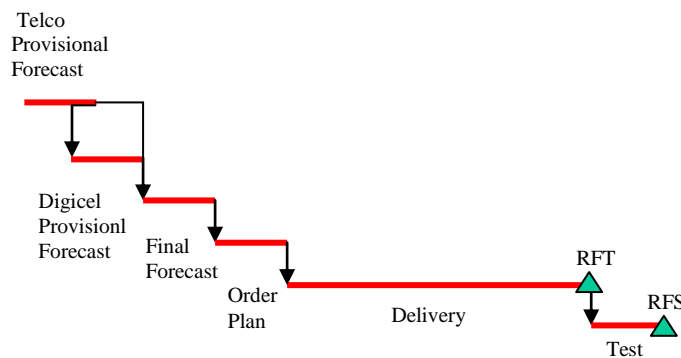 Telco
Provisional
Forecast
Digicel
Provisionl
Forecast
Final
Forecast
Order
Plan
Delivery
RFT
RFS
Test